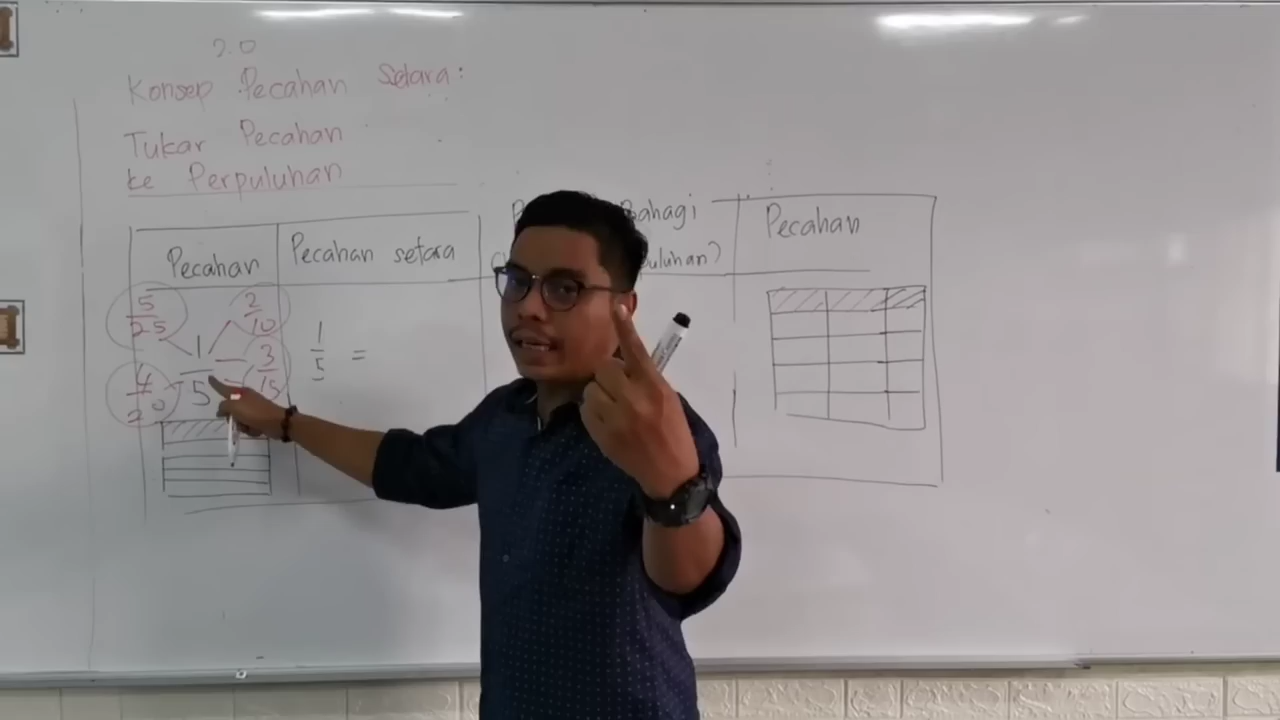 2.0
Konsep Pecahan Setara:
Tukar Pecahan
ke Perpuluhan
Pecahan
Pecahan setara
Bahagi
Pecahan
5/25
2/10
1/5
3/15
4/20
1/5 =